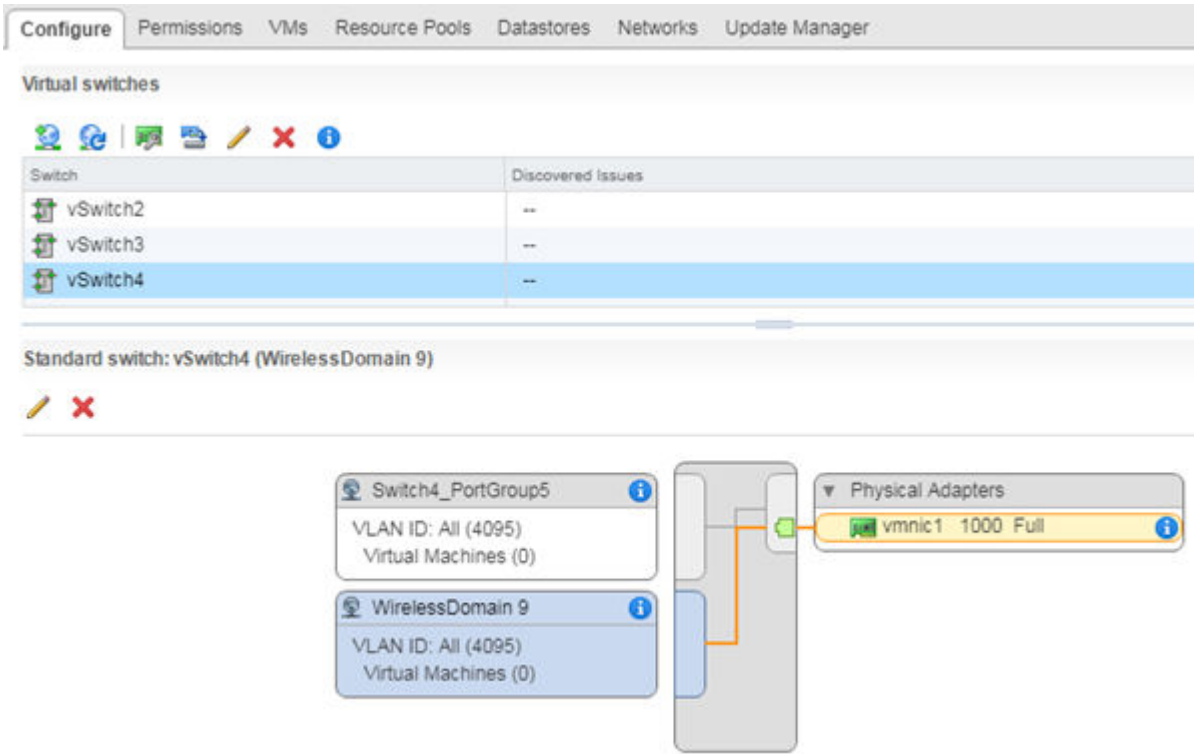 Configure Permissions VMs Resource Pools Datastores Networks Update Manager
Virtual switches
Switch Discovered Issues
vSwitch2 --
vSwitch3 --
vSwitch4 --
Standard switch: vSwitch4 (WirelessDomain 9)
Switch4_PortGroup5
VLAN ID: All (4095)
Virtual Machines (0)
WirelessDomain 9
VLAN ID: All (4095)
Virtual Machines (0)
Physical Adapters
vmnic1 1000 Full